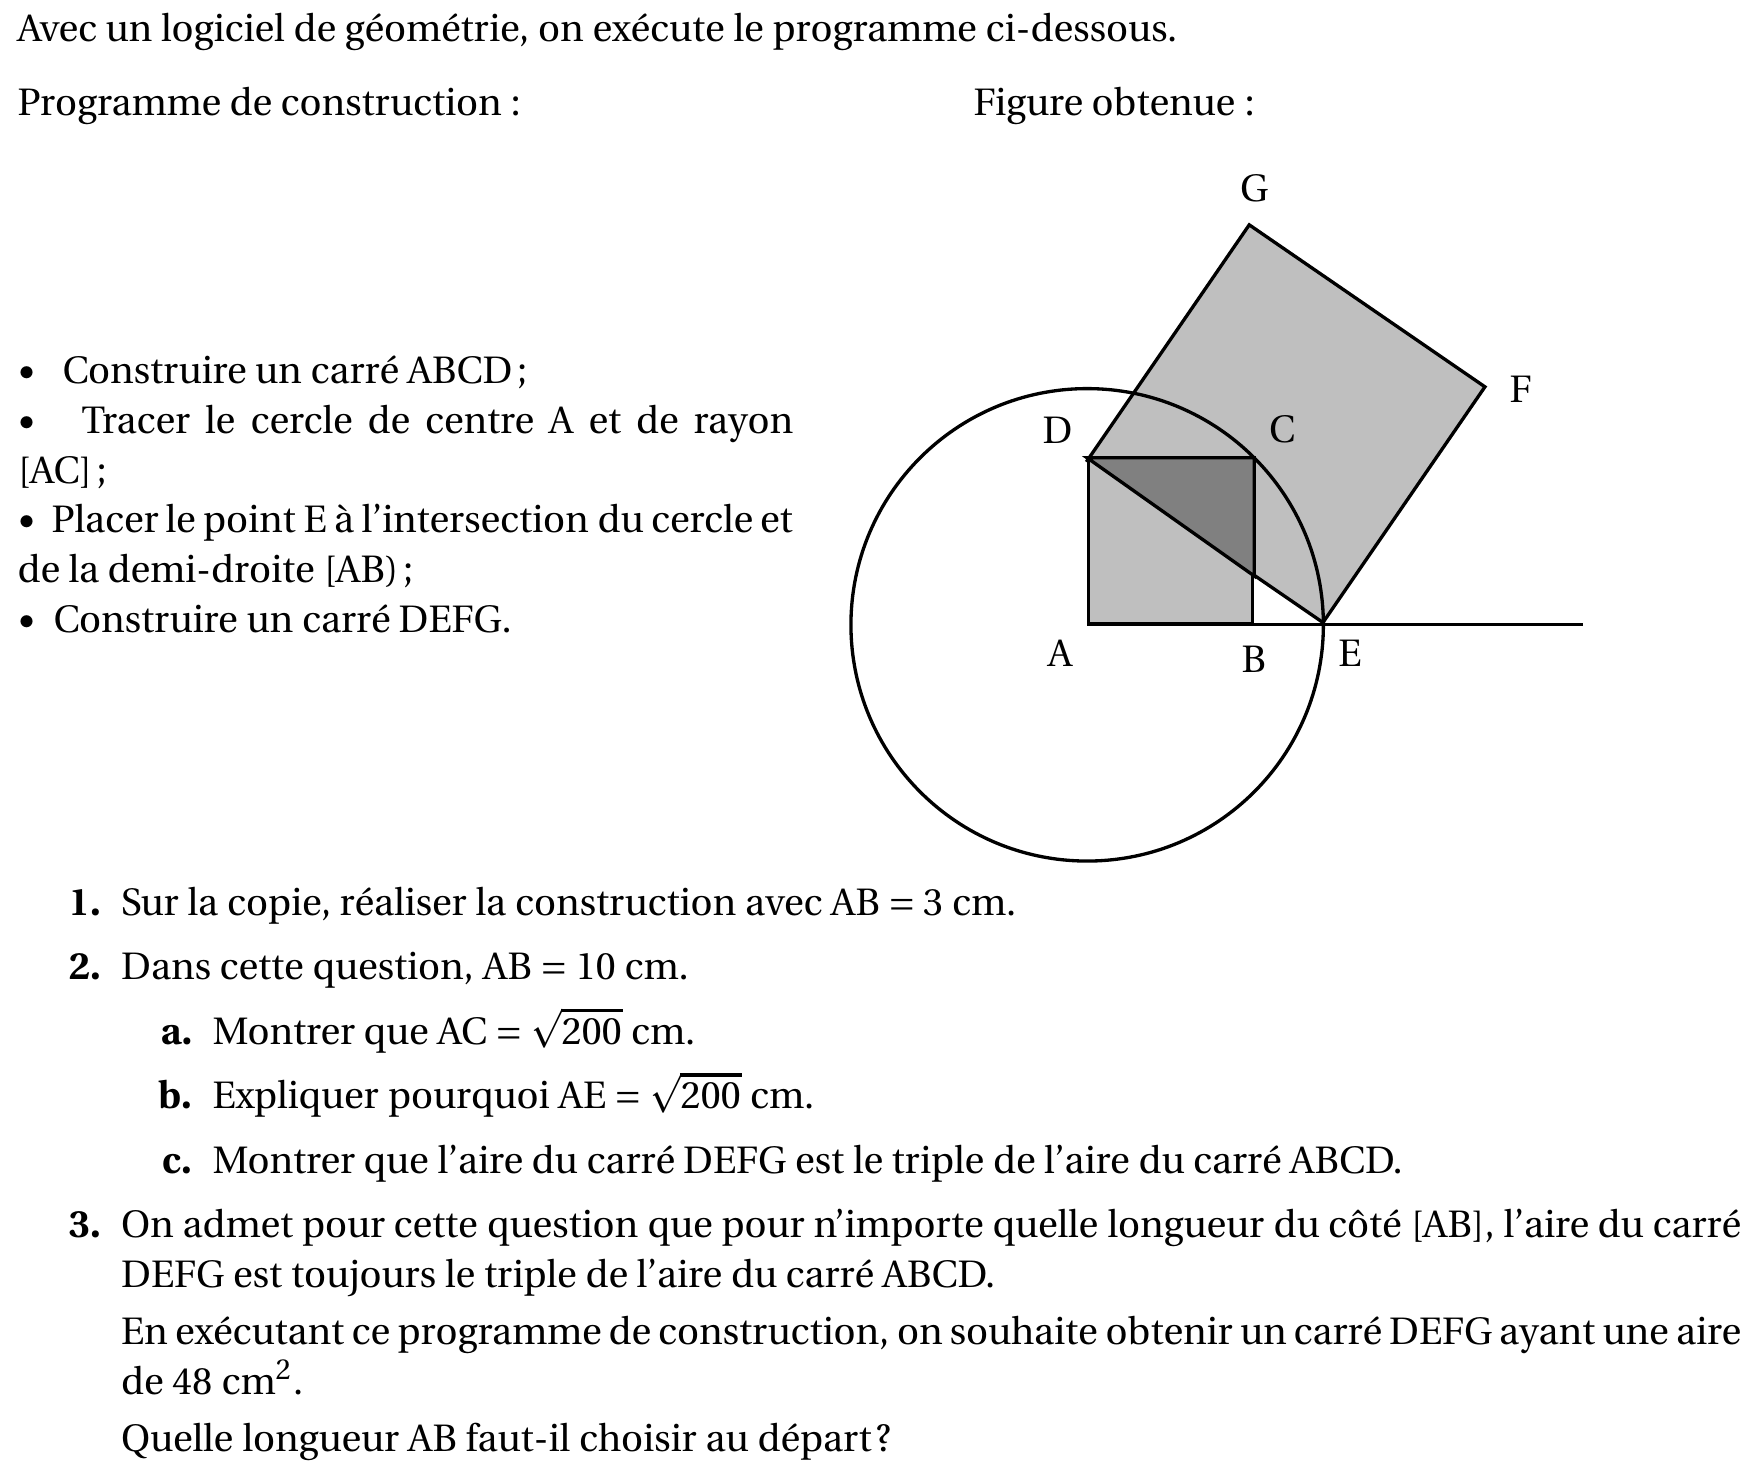 Avec un logiciel de géométrie, on exécute le programme ci-dessous.
Programme de construction :
Figure obtenue :
• Construire un carré ABCD ;
• Tracer le cercle de centre A et de rayon
[AC] ;
• Placer le point E à l'intersection du cercle et
de la demi-droite [AB) ;
• Construire un carré DEFG.
G
F
D
C
A
B
E
1. Sur la copie, réaliser la construction avec AB = 3 cm.
2. Dans cette question, AB = 10 cm.
a. Montrer que AC = √200 cm.
b. Expliquer pourquoi AE = √200 cm.
c. Montrer que l'aire du carré DEFG est le triple de l'aire du carré ABCD.
3. On admet pour cette question que pour n'importe quelle longueur du côté [AB], l'aire du carré
DEFG est toujours le triple de l'aire du carré ABCD.
En exécutant ce programme de construction, on souhaite obtenir un carré DEFG ayant une aire
de 48 cm².
Quelle longueur AB faut-il choisir au départ ?